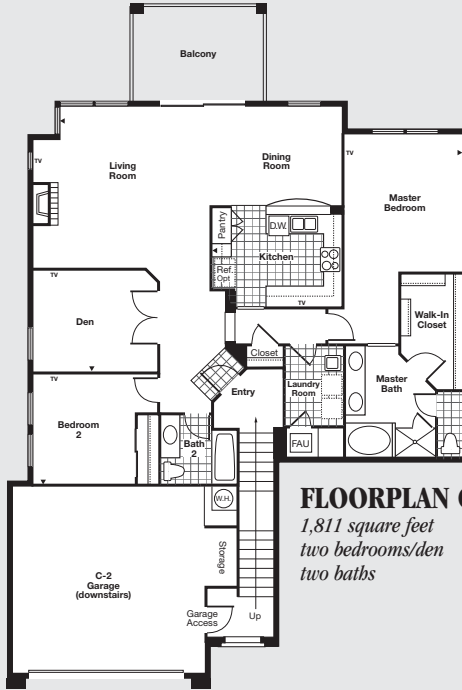 Balcony
TV
Living
Room
Dining
Room
TV
Master
Bedroom
Pantry
D.W.
Kitchen
Ref.
Opt
TV
TV
Den
Walk-In
Closet
Closet
TV
Entry
Laundry
Room
Master
Bath
Bedroom
2
Bath
2
FAU
W.H.
FLOORPLAN
1,811 square feet
two bedrooms/den
two baths
Storage
C-2
Garage
(downstairs)
Garage
Access
Up